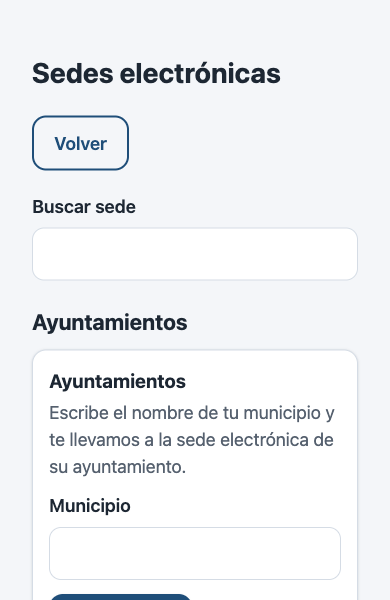 Sedes electrónicas
Volver
Buscar sede
Ayuntamientos
Ayuntamientos
Escribe el nombre de tu municipio y
te llevamos a la sede electrónica de
su ayuntamiento.
Municipio